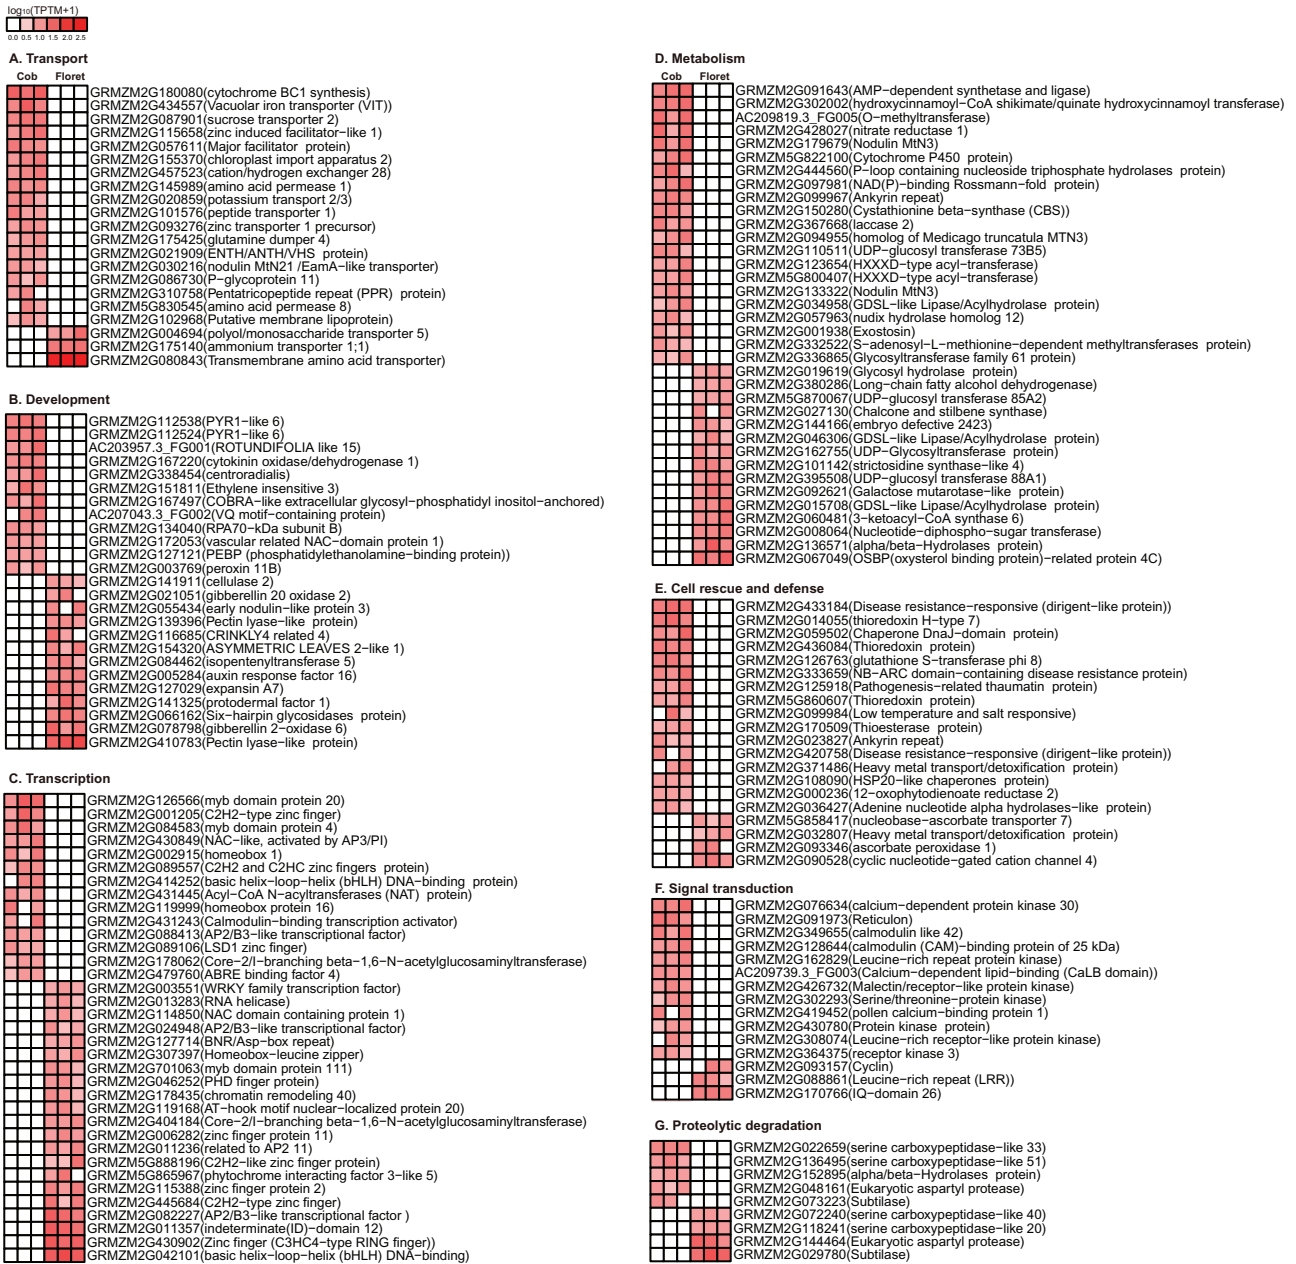 log10(TPTM+1)
0.0 0.5 1.0 1.5 2.0 2.5
A. Transport
Cob Floret
GRMZM2G180080(cytochrome BC1 synthesis)
GRMZM2G434557(Vacuolar iron transporter (VIT))
GRMZM2G087901(sucrose transporter 2)
GRMZM2G115658(zinc induced facilitator−like 1)
GRMZM2G057611(Major facilitator protein)
GRMZM2G155370(chloroplast import apparatus 2)
GRMZM2G457523(cation/hydrogen exchanger 28)
GRMZM2G145989(amino acid permease 1)
GRMZM2G020859(potassium transport 2/3)
GRMZM2G101576(peptide transporter 1)
GRMZM2G093276(zinc transporter 1 precursor)
GRMZM2G175425(glutamine dumper 4)
GRMZM2G021909(ENTH/ANTH/VHS protein)
GRMZM2G030216(nodulin MtN21 /EamA−like transporter)
GRMZM2G086730(P−glycoprotein 11)
GRMZM2G310758(Pentatricopeptide repeat (PPR) protein)
GRMZM5G830545(amino acid permease 8)
GRMZM2G102968(Putative membrane lipoprotein)
GRMZM2G004694(polyol/monosaccharide transporter 5)
GRMZM2G175140(ammonium transporter 1;1)
GRMZM2G080843(Transmembrane amino acid transporter)
B. Development
GRMZM2G112538(PYR1−like 6)
GRMZM2G112524(PYR1−like 6)
AC203957.3_FG001(ROTUNDIFOLIA like 15)
GRMZM2G167220(cytokinin oxidase/dehydrogenase 1)
GRMZM2G338454(centroradialis)
GRMZM2G151811(Ethylene insensitive 3)
GRMZM2G167497(COBRA−like extracellular glycosyl−phosphatidyl inositol−anchored)
AC207043.3_FG002(VQ motif−containing protein)
GRMZM2G134040(RPA70−kDa subunit B)
GRMZM2G172053(vascular related NAC−domain protein 1)
GRMZM2G127121(PEBP (phosphatidylethanolamine−binding protein))
GRMZM2G003769(peroxin 11B)
GRMZM2G141911(cellulase 2)
GRMZM2G021051(gibberellin 20 oxidase 2)
GRMZM2G055434(early nodulin−like protein 3)
GRMZM2G139396(Pectin lyase−like protein)
GRMZM2G116685(CRINKLY4 related 4)
GRMZM2G154320(ASYMMETRIC LEAVES 2−like 1)
GRMZM2G084462(isopentenyltransferase 5)
GRMZM2G005284(auxin response factor 16)
GRMZM2G127029(expansin A7)
GRMZM2G141325(protodermal factor 1)
GRMZM2G066162(Six−hairpin glycosidases protein)
GRMZM2G078798(gibberellin 2−oxidase 6)
GRMZM2G410783(Pectin lyase−like protein)
C. Transcription
GRMZM2G126566(myb domain protein 20)
GRMZM2G001205(C2H2−type zinc finger)
GRMZM2G084583(myb domain protein 4)
GRMZM2G430849(NAC−like, activated by AP3/PI)
GRMZM2G002915(homeobox 1)
GRMZM2G089557(C2H2 and C2HC zinc fingers protein)
GRMZM2G414252(basic helix−loop−helix (bHLH) DNA−binding protein)
GRMZM2G431445(Acyl−CoA N−acyltransferases (NAT) protein)
GRMZM2G119999(homeobox protein 16)
GRMZM2G431243(Calmodulin−binding transcription activator)
GRMZM2G088413(AP2/B3−like transcriptional factor)
GRMZM2G089106(LSD1 zinc finger)
GRMZM2G178062(Core−2/I−branching beta−1,6−N−acetylglucosaminyltransferase)
GRMZM2G479760(ABRE binding factor 4)
GRMZM2G003551(WRKY family transcription factor)
GRMZM2G013283(RNA helicase)
GRMZM2G114850(NAC domain containing protein 1)
GRMZM2G024948(AP2/B3−like transcriptional factor)
GRMZM2G127714(BNR/Asp−box repeat)
GRMZM2G307397(Homeobox−leucine zipper)
GRMZM2G701063(myb domain protein 111)
GRMZM2G046252(PHD finger protein)
GRMZM2G178435(chromatin remodeling 40)
GRMZM2G119168(AT−hook motif nuclear−localized protein 20)
GRMZM2G404184(Core−2/I−branching beta−1,6−N−acetylglucosaminyltransferase)
GRMZM2G006282(zinc finger protein 11)
GRMZM2G011236(related to AP2 11)
GRMZM5G888196(C2H2−like zinc finger protein)
GRMZM5G865967(phytochrome interacting factor 3−like 5)
GRMZM2G115388(zinc finger protein 2)
GRMZM2G445684(C2H2−type zinc finger)
GRMZM2G082227(AP2/B3−like transcriptional factor )
GRMZM2G011357(indeterminate(ID)−domain 12)
GRMZM2G430902(Zinc finger (C3HC4−type RING finger))
GRMZM2G042101(basic helix−loop−helix (bHLH) DNA−binding)
D. Metabolism
Cob Floret
GRMZM2G091643(AMP−dependent synthetase and ligase)
GRMZM2G302002(hydroxycinnamoyl−CoA shikimate/quinate hydroxycinnamoyl transferase)
AC209819.3_FG005(O−methyltransferase)
GRMZM2G428027(nitrate reductase 1)
GRMZM2G179679(Nodulin MtN3)
GRMZM5G822100(Cytochrome P450 protein)
GRMZM2G444560(P−loop containing nucleoside triphosphate hydrolases protein)
GRMZM2G097981(NAD(P)−binding Rossmann−fold protein)
GRMZM2G099967(Ankyrin repeat)
GRMZM2G150280(Cystathionine beta−synthase (CBS))
GRMZM2G367668(laccase 2)
GRMZM2G094955(homolog of Medicago truncatula MTN3)
GRMZM2G110511(UDP−glucosyl transferase 73B5)
GRMZM2G123654(HXXXD−type acyl−transferase)
GRMZM5G800407(HXXXD−type acyl−transferase)
GRMZM2G133322(Nodulin MtN3)
GRMZM2G034958(GDSL−like Lipase/Acylhydrolase protein)
GRMZM2G057963(nudix hydrolase homolog 12)
GRMZM2G001938(Exostosin)
GRMZM2G332522(S−adenosyl−L−methionine−dependent methyltransferases protein)
GRMZM2G336865(Glycosyltransferase family 61 protein)
GRMZM2G019619(Glycosyl hydrolase protein)
GRMZM2G380286(Long−chain fatty alcohol dehydrogenase)
GRMZM5G870067(UDP−glucosyl transferase 85A2)
GRMZM2G027130(Chalcone and stilbene synthase)
GRMZM2G144166(embryo defective 2423)
GRMZM2G046306(GDSL−like Lipase/Acylhydrolase protein)
GRMZM2G162755(UDP−Glycosyltransferase protein)
GRMZM2G101142(strictosidine synthase−like 4)
GRMZM2G395508(UDP−glucosyl transferase 88A1)
GRMZM2G092621(Galactose mutarotase−like protein)
GRMZM2G015708(GDSL−like Lipase/Acylhydrolase protein)
GRMZM2G060481(3−ketoacyl−CoA synthase 6)
GRMZM2G008064(Nucleotide−diphospho−sugar transferase)
GRMZM2G136571(alpha/beta−Hydrolases protein)
GRMZM2G067049(OSBP(oxysterol binding protein)−related protein 4C)
E. Cell rescue and defense
GRMZM2G433184(Disease resistance−responsive (dirigent−like protein))
GRMZM2G014055(thioredoxin H−type 7)
GRMZM2G059502(Chaperone DnaJ−domain protein)
GRMZM2G436084(Thioredoxin protein)
GRMZM2G126763(glutathione S−transferase phi 8)
GRMZM2G333659(NB−ARC domain−containing disease resistance protein)
GRMZM2G125918(Pathogenesis−related thaumatin protein)
GRMZM5G860607(Thioredoxin protein)
GRMZM2G099984(Low temperature and salt responsive)
GRMZM2G170509(Thioesterase protein)
GRMZM2G023827(Ankyrin repeat)
GRMZM2G420758(Disease resistance−responsive (dirigent−like protein))
GRMZM2G371486(Heavy metal transport/detoxification protein)
GRMZM2G108090(HSP20−like chaperones protein)
GRMZM2G000236(12−oxophytodienoate reductase 2)
GRMZM2G036427(Adenine nucleotide alpha hydrolases−like protein)
GRMZM5G858417(nucleobase−ascorbate transporter 7)
GRMZM2G032807(Heavy metal transport/detoxification protein)
GRMZM2G093346(ascorbate peroxidase 1)
GRMZM2G090528(cyclic nucleotide−gated cation channel 4)
F. Signal transduction
GRMZM2G076634(calcium−dependent protein kinase 30)
GRMZM2G091973(Reticulon)
GRMZM2G349655(calmodulin like 42)
GRMZM2G128644(calmodulin (CAM)−binding protein of 25 kDa)
GRMZM2G162829(Leucine−rich repeat protein kinase)
AC209739.3_FG003(Calcium−dependent lipid−binding (CaLB domain))
GRMZM2G426732(Malectin/receptor−like protein kinase)
GRMZM2G302293(Serine/threonine−protein kinase)
GRMZM2G419452(pollen calcium−binding protein 1)
GRMZM2G430780(Protein kinase protein)
GRMZM2G308074(Leucine−rich receptor−like protein kinase)
GRMZM2G364375(receptor kinase 3)
GRMZM2G093157(Cyclin)
GRMZM2G088861(Leucine−rich repeat (LRR))
GRMZM2G170766(IQ−domain 26)
G. Proteolytic degradation
GRMZM2G022659(serine carboxypeptidase−like 33)
GRMZM2G136495(serine carboxypeptidase−like 51)
GRMZM2G152895(alpha/beta−Hydrolases protein)
GRMZM2G048161(Eukaryotic aspartyl protease)
GRMZM2G073223(Subtilase)
GRMZM2G072240(serine carboxypeptidase−like 40)
GRMZM2G118241(serine carboxypeptidase−like 20)
GRMZM2G144464(Eukaryotic aspartyl protease)
GRMZM2G029780(Subtilase)